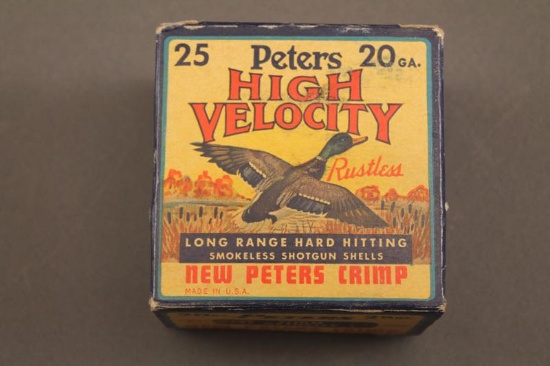 25 Peters 20 GA.
HIGH
VELOCITY
Rustless
LONG RANGE HARD HITTING
SMOKELESS SHOTGUN SHELLS
NEW PETERS CRIMP
MADE IN U.S.A.